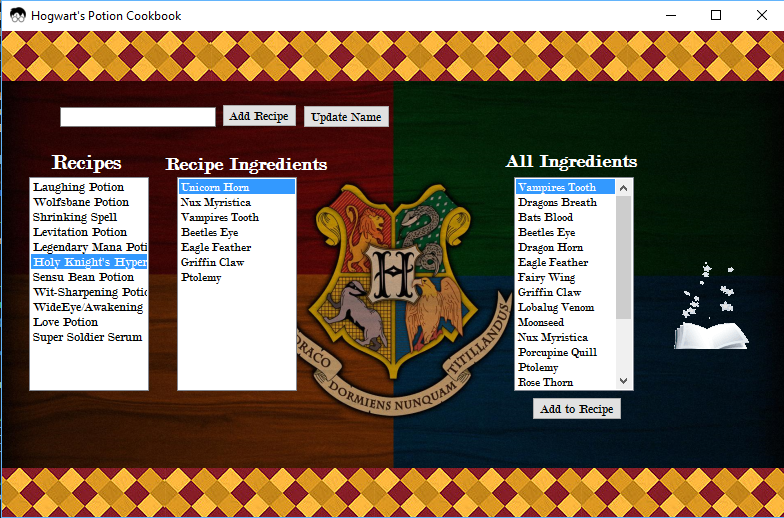 Hogwart's Potion Cookbook
Add Recipe
Update Name
Recipes
Recipe Ingredients
All Ingredients
Laughing Potion
Wolfsbane Potion
Shrinking Spell
Levitation Potion
Legendary Mana Poti
Holy Knight's Hyper
Sensu Bean Potion
Wit-Sharpening Potio
WideEye/Awakening
Love Potion
Super Soldier Serum
Unicorn Horn
Nux Myristica
Vampires Tooth
Beetles Eye
Eagle Feather
Griffin Claw
Ptolemy
Vampires Tooth
Dragons Breath
Bats Blood
Beetles Eye
Dragon Horn
Eagle Feather
Fairy Wing
Griffin Claw
Lobalug Venom
Moonseed
Nux Myristica
Porcupine Quill
Ptolemy
Rose Thorn
H
DRACO DORMIENS NUNQUAM TITILLANDUS
Add to Recipe